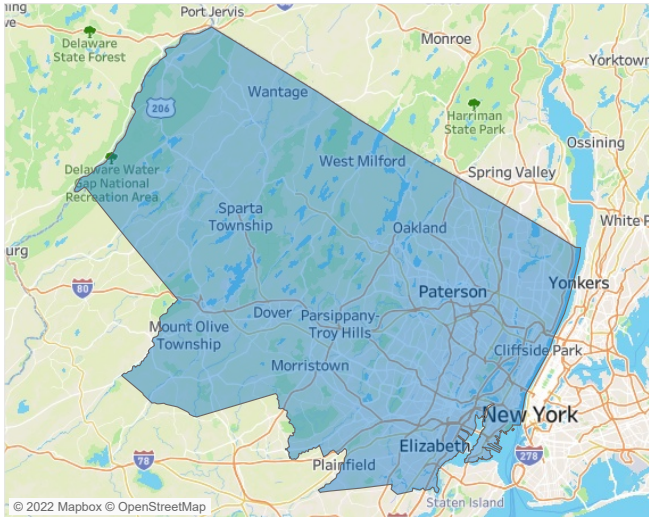 Port Jervis
ning
ve
Delaware
State Forest
Monroe
Yorktown
Wantage
206
Harriman
State Park
Ossining
Delaware Water
Gap National
Recreation Area
West Milford
Spring Valley
Sparta
Township
Oakland
White P
urg
80
Paterson
Yonkers
Dover
Parsippany-
Troy Hills
Mount Olive
Township
Cliffside Park
Morristown
New York
Elizabeth
78
Plainfield
278
Staten Island
© 2022 Mapbox © OpenStreetMap